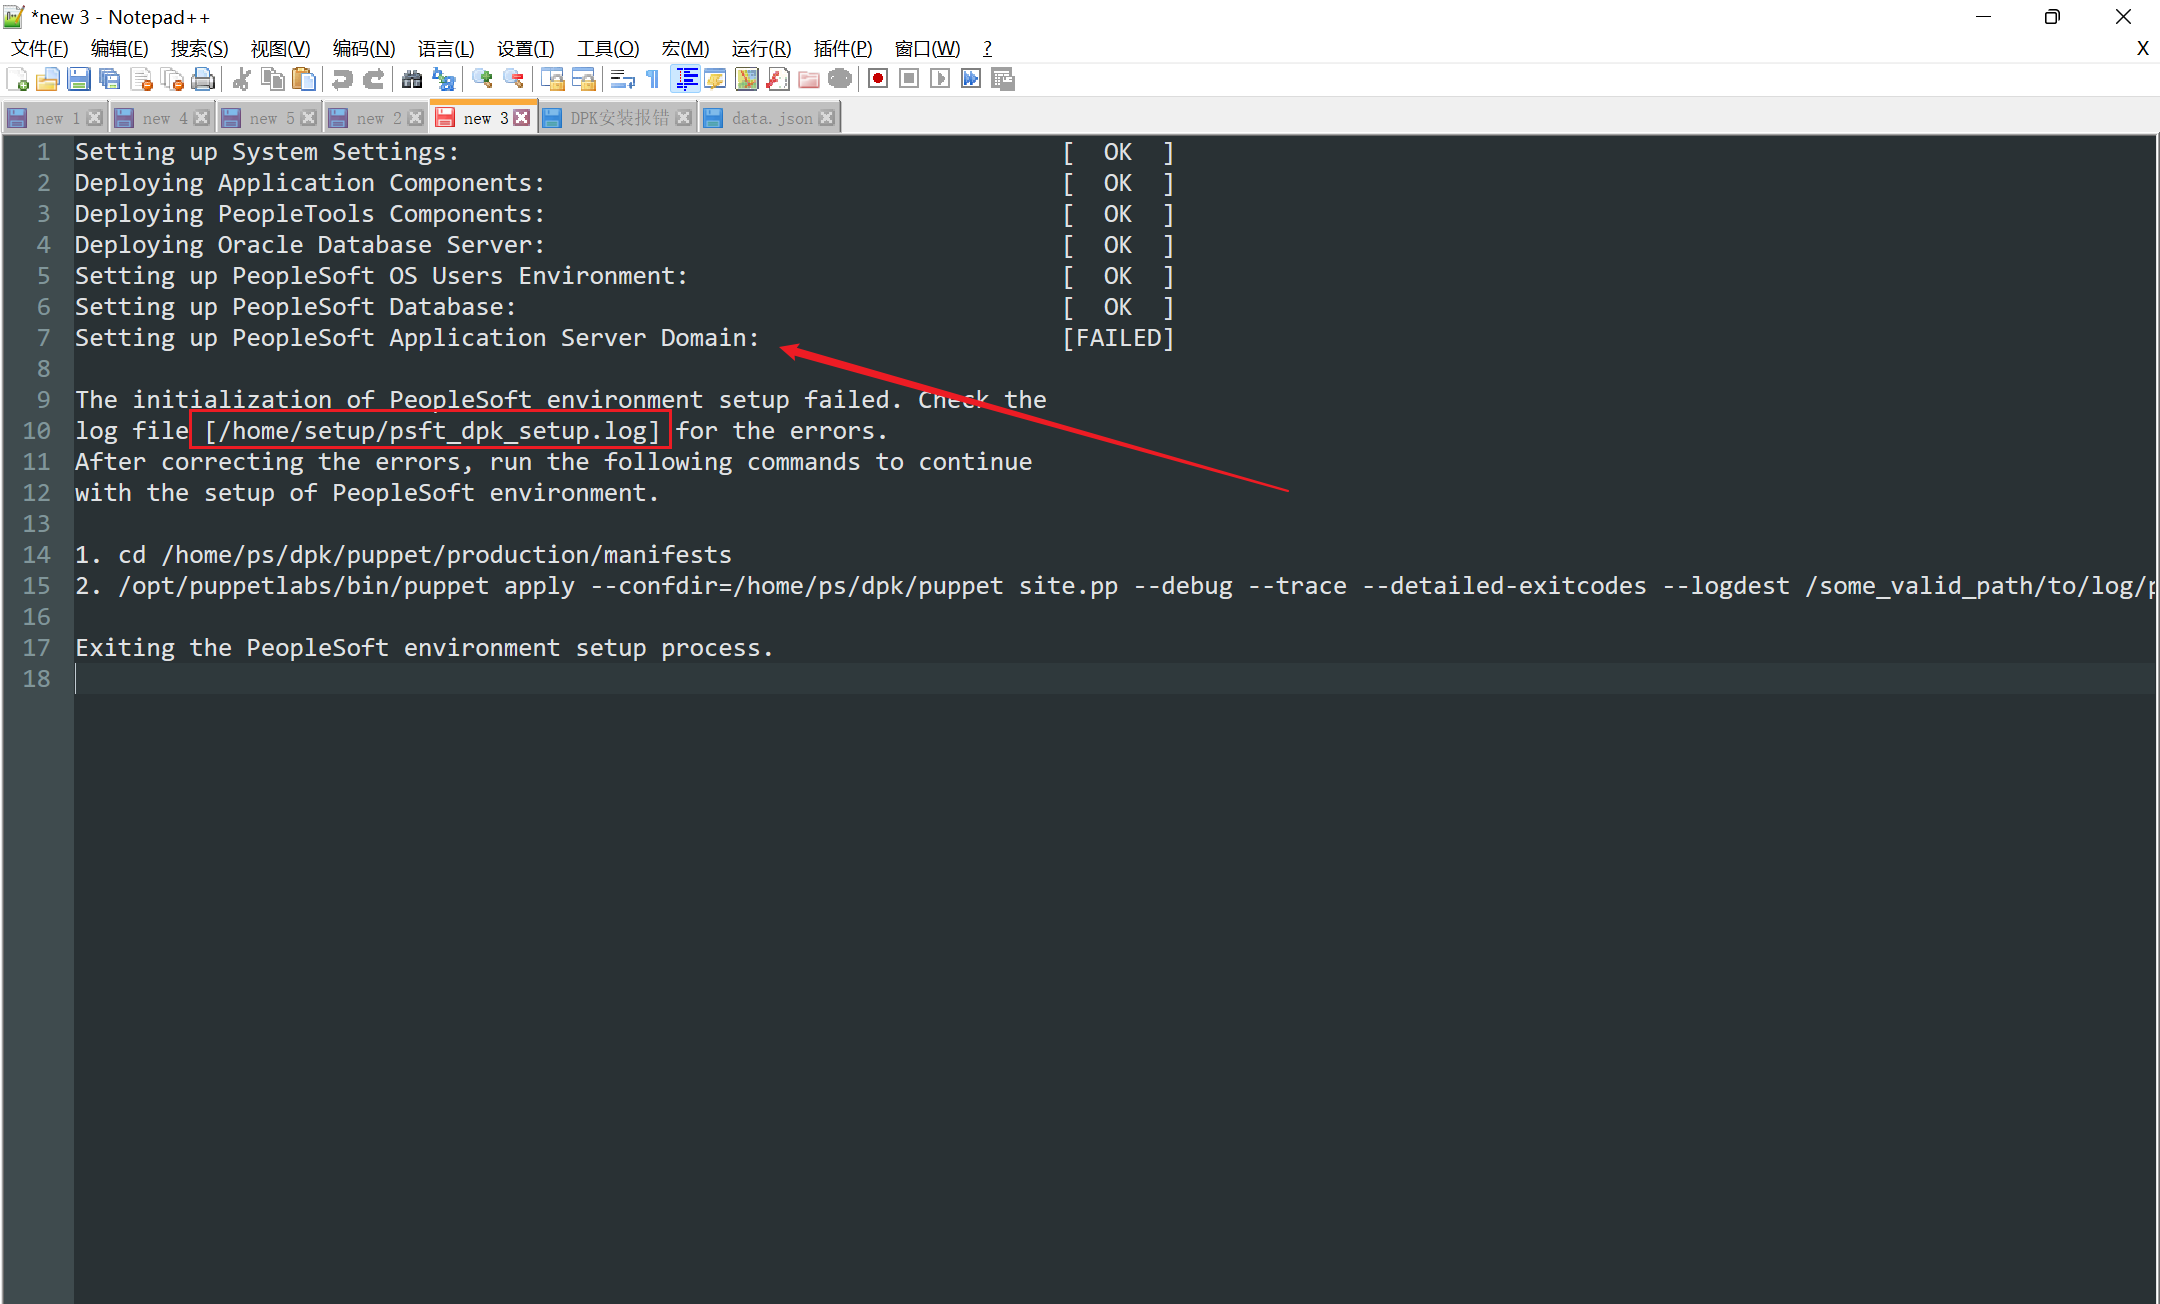 *new 3 - Notepad++
文件(F) 编辑(E) 搜索(S) 视图(V) 编码(N) 语言(L) 设置(T) 工具(O) 宏(M) 运行(R) 插件(P) 窗口(W) ? X
new 1 new 4 new 5 new 2 new 3 DPK安装报错 data.json
1 Setting up System Settings: [ OK ]
2 Deploying Application Components: [ OK ]
3 Deploying PeopleTools Components: [ OK ]
4 Deploying Oracle Database Server: [ OK ]
5 Setting up PeopleSoft OS Users Environment: [ OK ]
6 Setting up PeopleSoft Database: [ OK ]
7 Setting up PeopleSoft Application Server Domain: [FAILED]
8
9 The initialization of PeopleSoft environment setup failed. Check the
10 log file [/home/setup/psft_dpk_setup.log] for the errors.
11 After correcting the errors, run the following commands to continue
12 with the setup of PeopleSoft environment.
13
14 1. cd /home/ps/dpk/puppet/production/manifests
15 2. /opt/puppetlabs/bin/puppet apply --confdir=/home/ps/dpk/puppet site.pp --debug --trace --detailed-exitcodes --logdest /some_valid_path/to/log/
16
17 Exiting the PeopleSoft environment setup process.
18